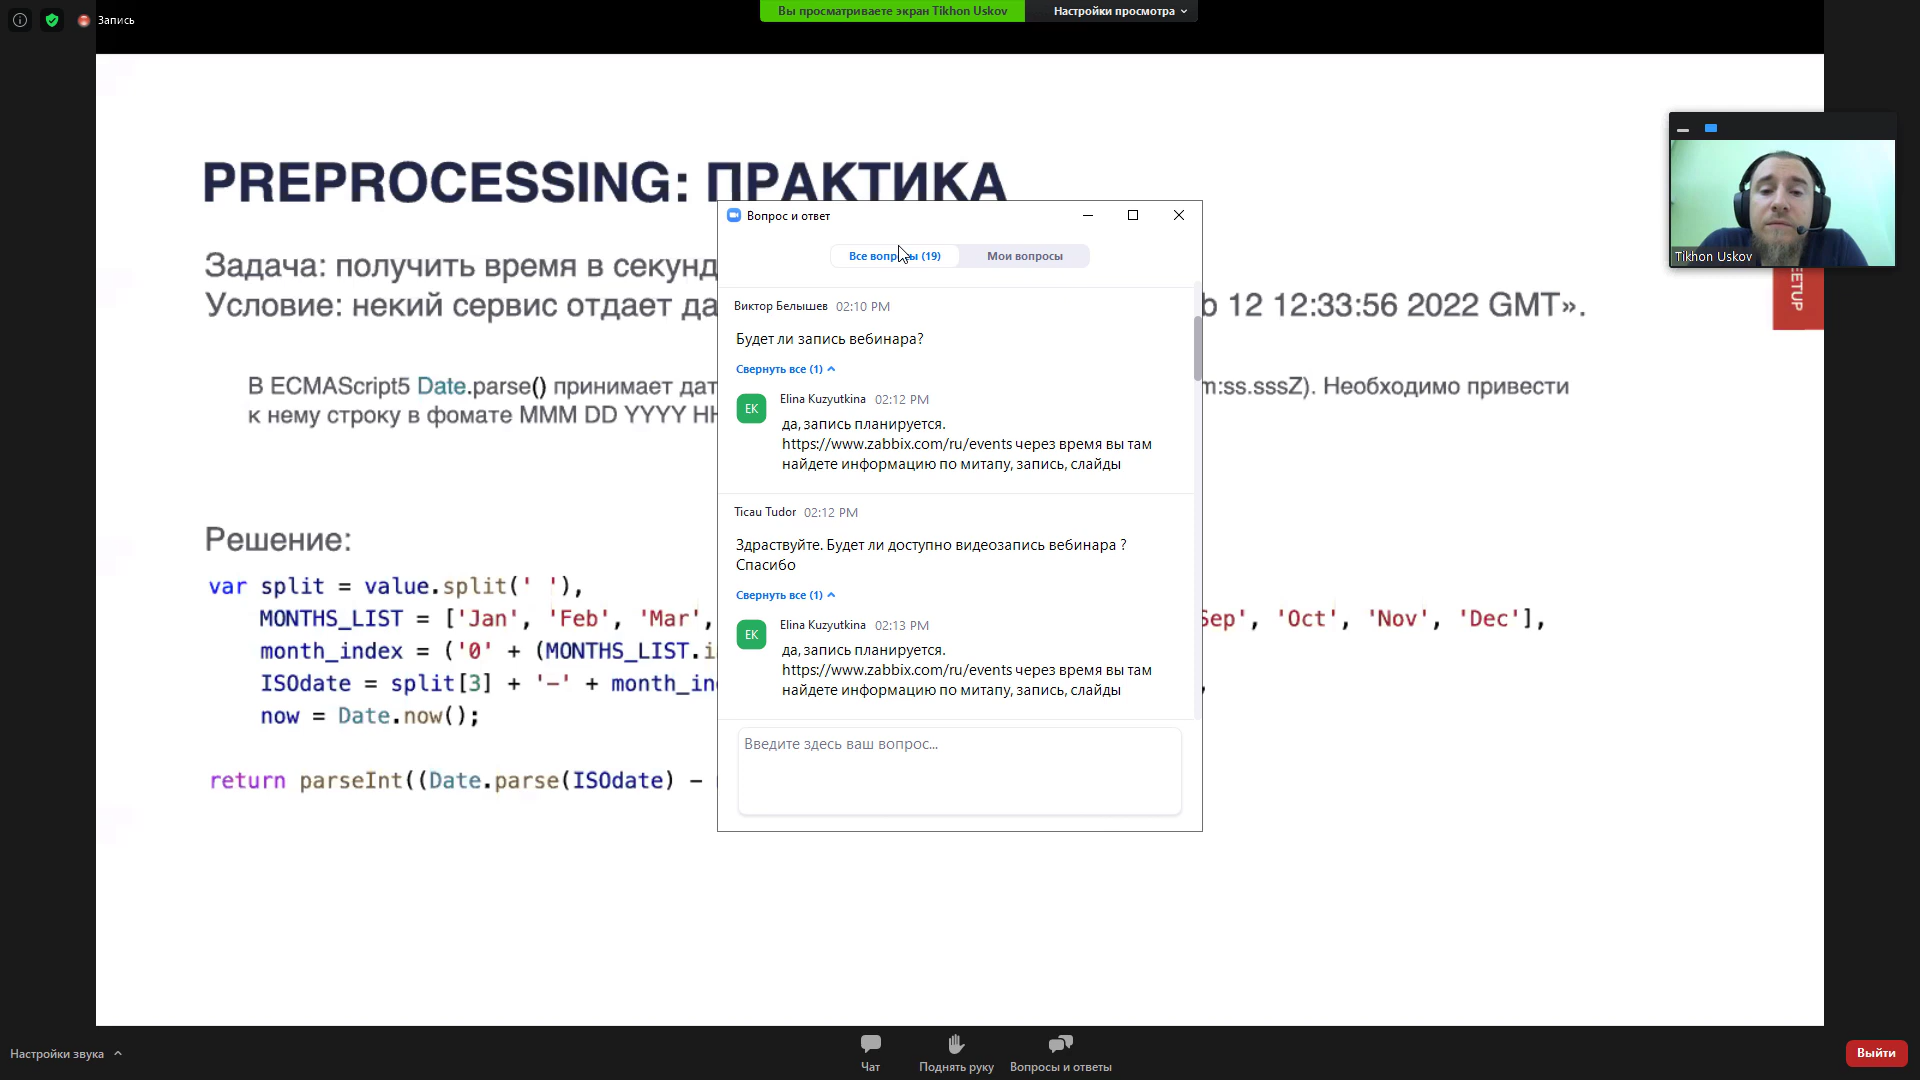 Запись
Вы просматриваете экран Tikhon Uskov
Настройки просмотра
PREPROCESSING: ПРАКТИКА
Задача: получить время в секунд
Условие: некий сервис отдает да
b 12 12:33:56 2022 GMT».
В ECMAScript5 Date.parse() принимает дат
m:ss.sssZ). Необходимо привести
к нему строку в фомате MMM DD YYYY HH
Решение:
var split = value.split(' '),
MONTHS_LIST = ['Jan', 'Feb', 'Mar',
Sep', 'Oct', 'Nov', 'Dec'],
month_index = ('0' + (MONTHS_LIST.i
ISOdate = split[3] + '–' + month_in
,
now = Date.now();
return parseInt((Date.parse(ISOdate) –
Вопрос и ответ
Все вопросы (19)
Мои вопросы
Виктор Белышев 02:10 PM
Будет ли запись вебинара?
Свернуть все (1)
EK
Elina Kuzyutkina 02:12 PM
да, запись планируется.
https://www.zabbix.com/ru/events через время вы там
найдете информацию по митапу, запись, слайды
Ticau Tudor 02:12 PM
Здраствуйте. Будет ли доступно видеозапись вебинара ?
Спасибо
Свернуть все (1)
EK
Elina Kuzyutkina 02:13 PM
да, запись планируется.
https://www.zabbix.com/ru/events через время вы там
найдете информацию по митапу, запись, слайды
Введите здесь ваш вопрос...
Tikhon Uskov
EETUP
Настройки звука
Чат
Поднять руку
Вопросы и ответы
Выйти